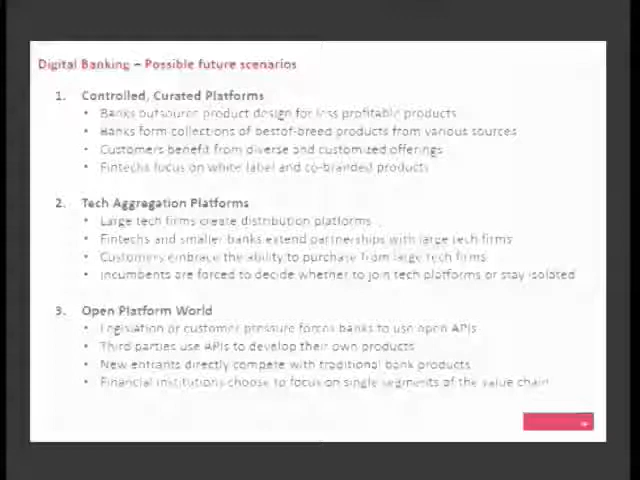 Digital Banking – Possible future scenarios
1. Controlled, Curated Platforms
• Banks outsource product design for less profitable products
• Banks form collections of bestof-breed products from various sources
• Customers benefit from diverse and customized offerings
• Fintechs focus on white label and co-branded products
2. Tech Aggregation Platforms
• Large tech firms create distribution platforms
• Fintechs and smaller banks extend partnerships with large tech firms
• Customers embrace the ability to purchase from large tech firms
• Incumbents are forced to decide whether to join tech platforms or stay isolated
3. Open Platform World
• Legislation or customer pressure forces banks to use open APIs
• Third parties use APIs to develop their own products
• New entrants directly compete with traditional bank products
• Financial institutions choose to focus on single segments of the value chain